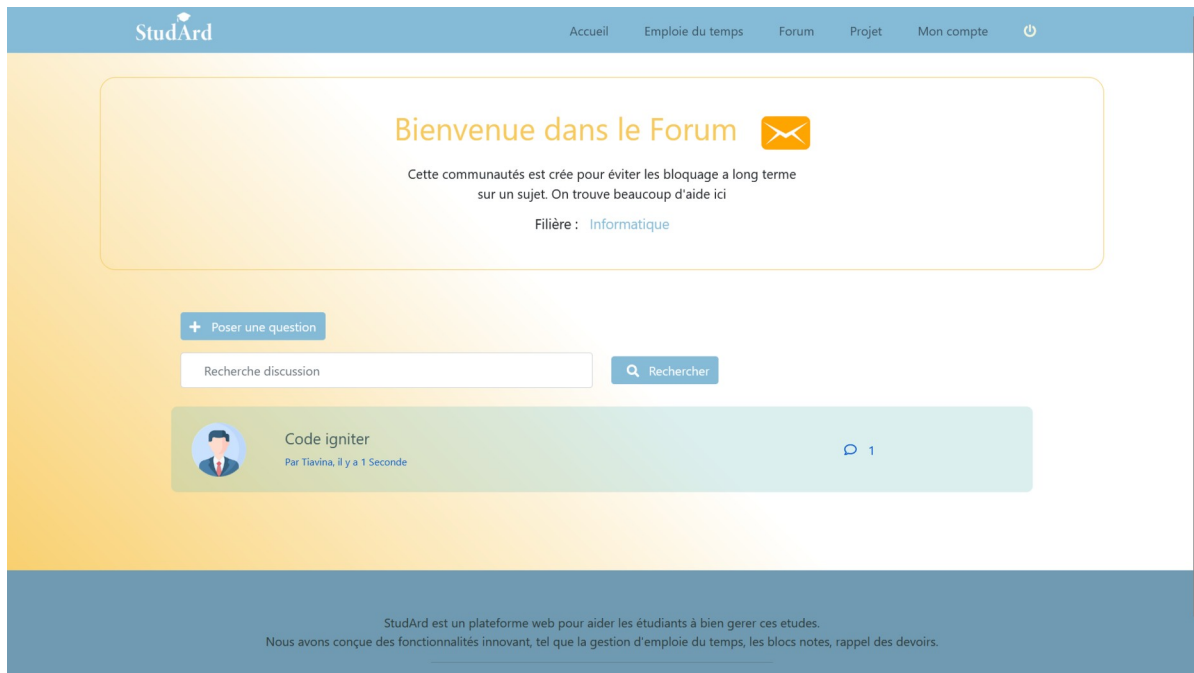 StudArd
Accueil Emploie du temps Forum Projet Mon compte
Bienvenue dans le Forum
Cette communautés est crée pour éviter les bloquage a long terme
sur un sujet. On trouve beaucoup d'aide ici
Filière : Informatique
Poser une question
Recherche discussion
Rechercher
Code igniter
Par Tiavina, il y a 1 Seconde
1
StudArd est un plateforme web pour aider les étudiants à bien gerer ces etudes.
Nous avons conçue des fonctionnalités innovant, tel que la gestion d'emploie du temps, les blocs notes, rappel des devoirs.